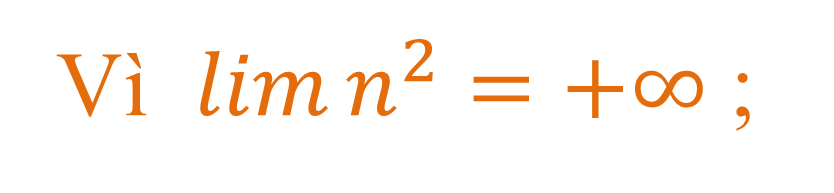 Vì lim n² = +∞ ;